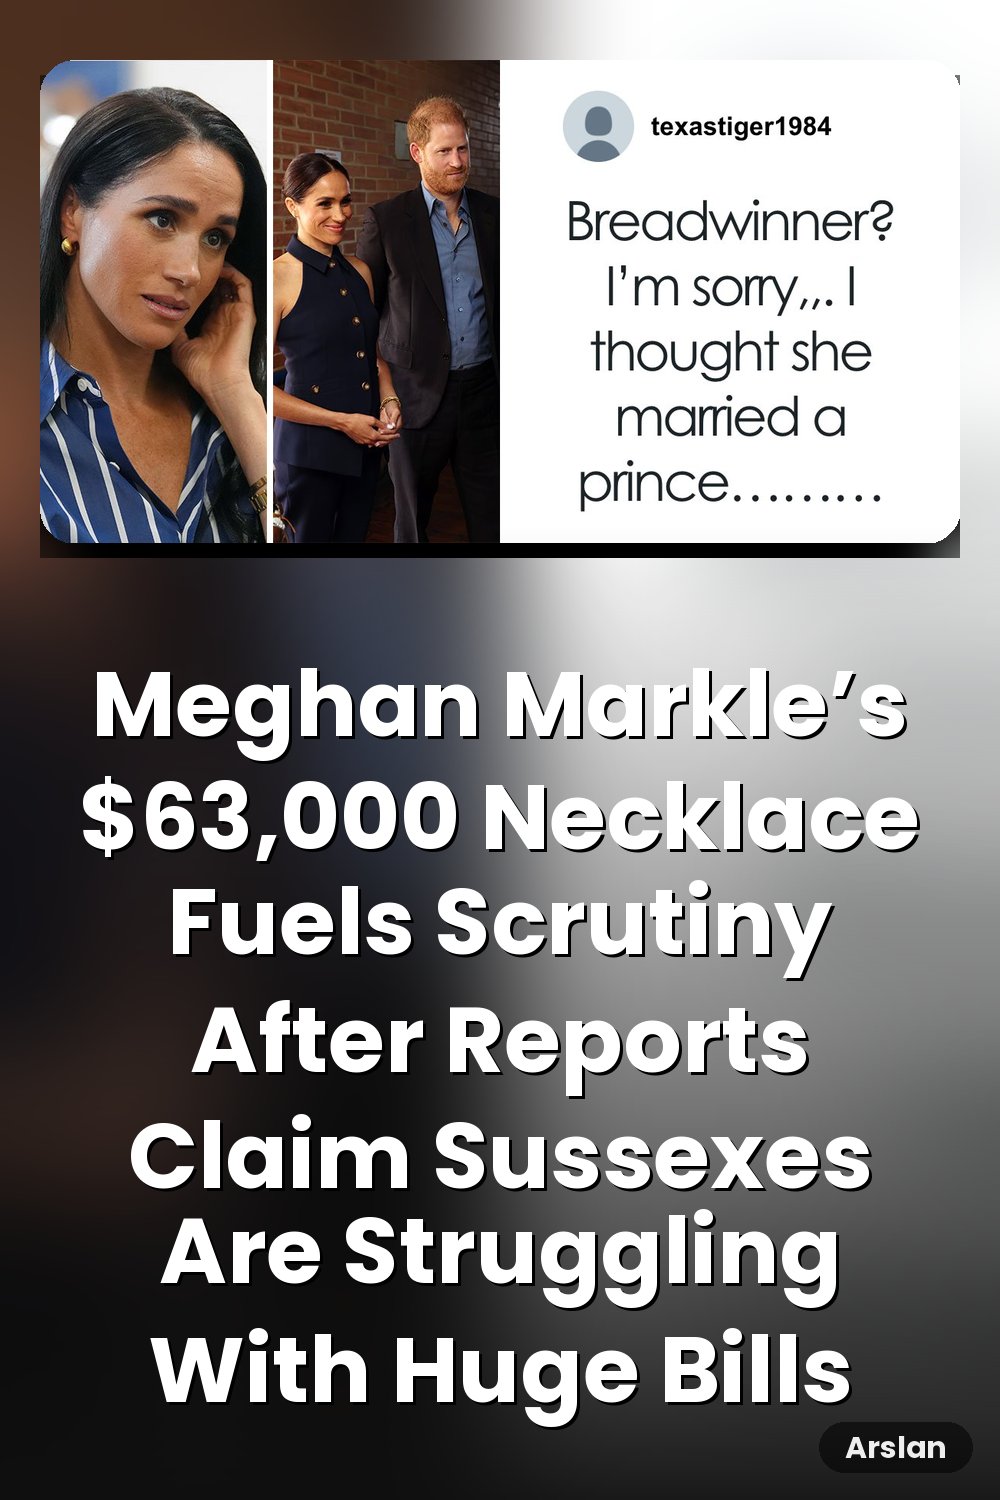 texastiger1984
Breadwinner?
I’m sorry,,. I
thought she
married a
prince.........
Meghan Markle’s
$63,000 Necklace
Fuels Scrutiny
After Reports
Claim Sussexes
Are Struggling
With Huge Bills
Arslan